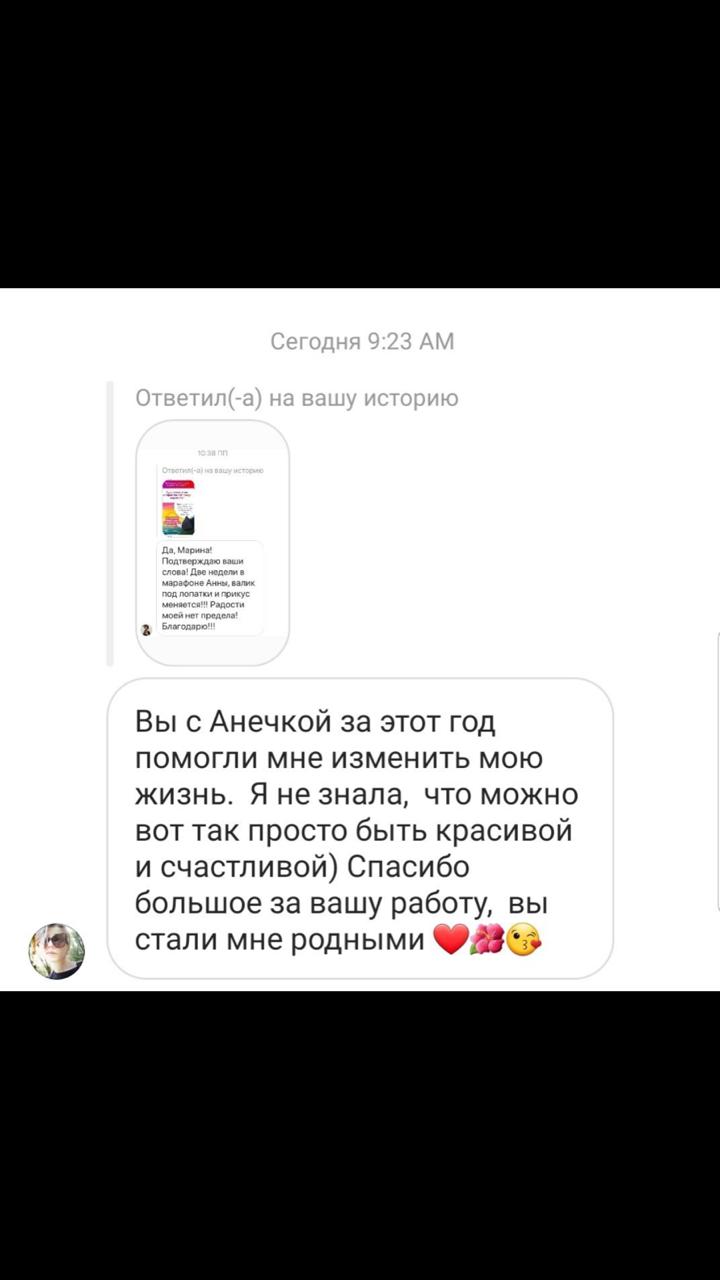 Сегодня 9:23 AM
Ответил(-а) на вашу историю
10:38 ПП
Ответил(-а) на вашу историю
Да, Марина!
Подтверждаю ваши
слова! Две недели в
марафоне Анны, валик
под лопатки и прикус
меняется!!! Радости
моей нет предела!
Благодарю!!!
Вы с Анечкой за этот год
помогли мне изменить мою
жизнь. Я не знала, что можно
вот так просто быть красивой
и счастливой) Спасибо
большое за вашу работу, вы
стали мне родными ❤️🌺😘